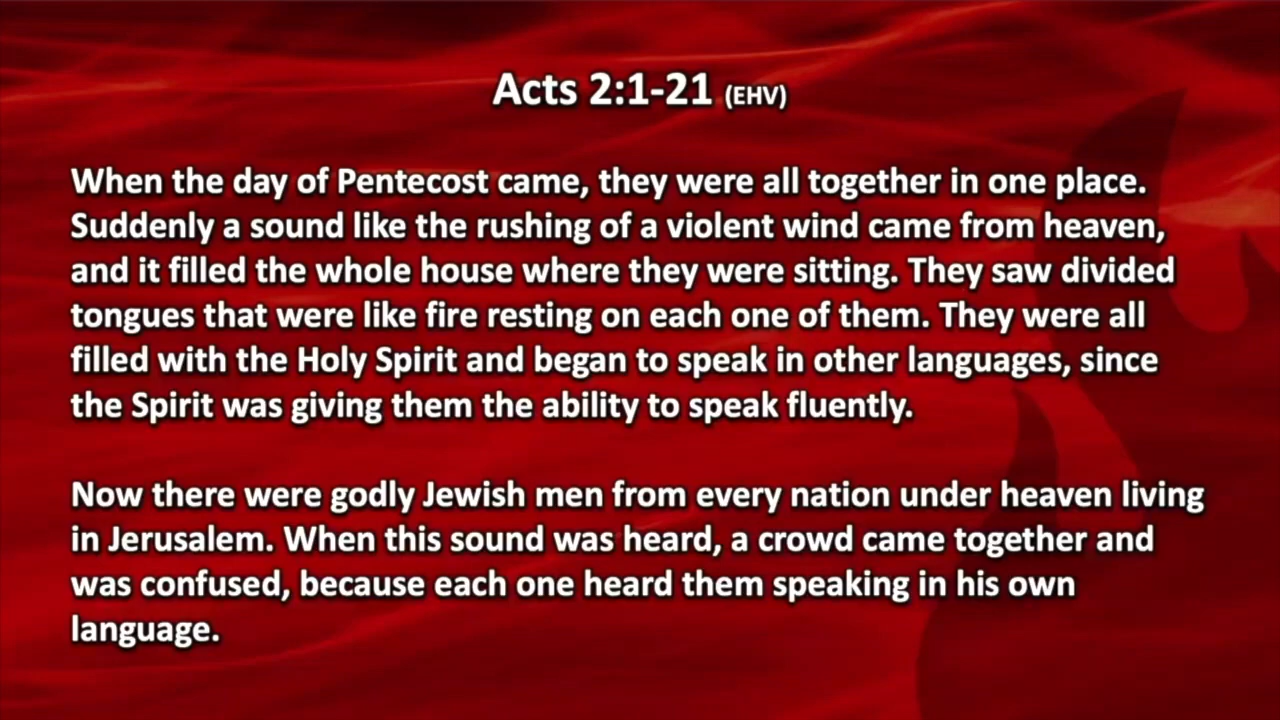 Acts 2:1-21 (EHV)
When the day of Pentecost came, they were all together in one place.
Suddenly a sound like the rushing of a violent wind came from heaven,
and it filled the whole house where they were sitting. They saw divided
tongues that were like fire resting on each one of them. They were all
filled with the Holy Spirit and began to speak in other languages, since
the Spirit was giving them the ability to speak fluently.
Now there were godly Jewish men from every nation under heaven living
in Jerusalem. When this sound was heard, a crowd came together and
was confused, because each one heard them speaking in his own
language.